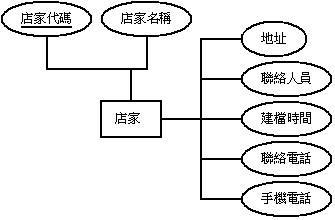 店家代碼
店家名稱
地址
聯絡人員
店家
建檔時間
聯絡電話
手機電話